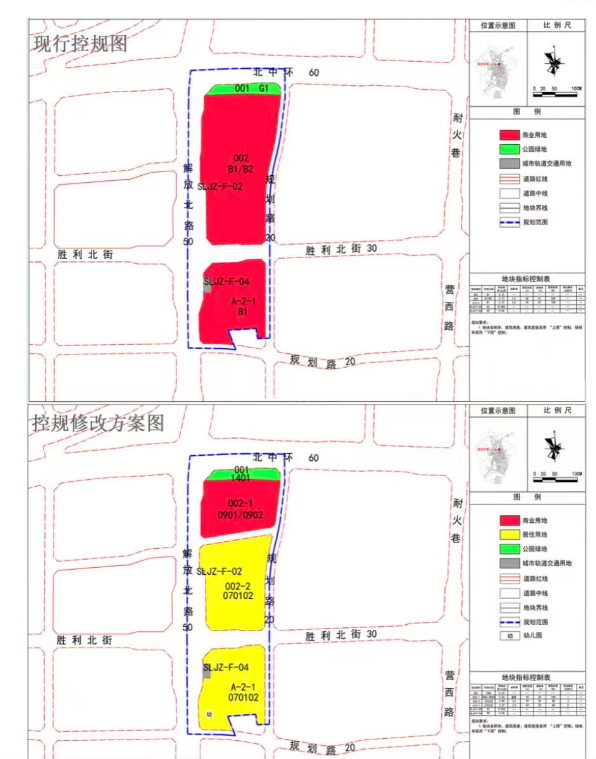 现行控规图
位置示意图
比例尺
0 20 50 100M
北中环 60
001 G1
002
B1/B2
SLJZ-F-02
解放北路
50
规划路
20
耐火巷
胜利北街
胜利北街 30
SLJZ-F-04
A-2-1
B1
营西路
规划路 20
图例
商业用地
公园绿地
城市轨道交通用地
道路红线
道路中线
地块界线
规划范围
地块指标控制表
控规修改方案图
位置示意图
比例尺
0 20 50 100M
北中环 60
001
1401
002-1
0901/0902
SLJZ-F-02
002-2
070102
解放北路
50
规划路
20
耐火巷
胜利北街
胜利北街 30
SLJZ-F-04
A-2-1
070102
幼
营西路
规划路 20
图例
商业用地
居住用地
公园绿地
城市轨道交通用地
道路红线
道路中线
地块界线
规划范围
幼 幼儿园
地块指标控制表